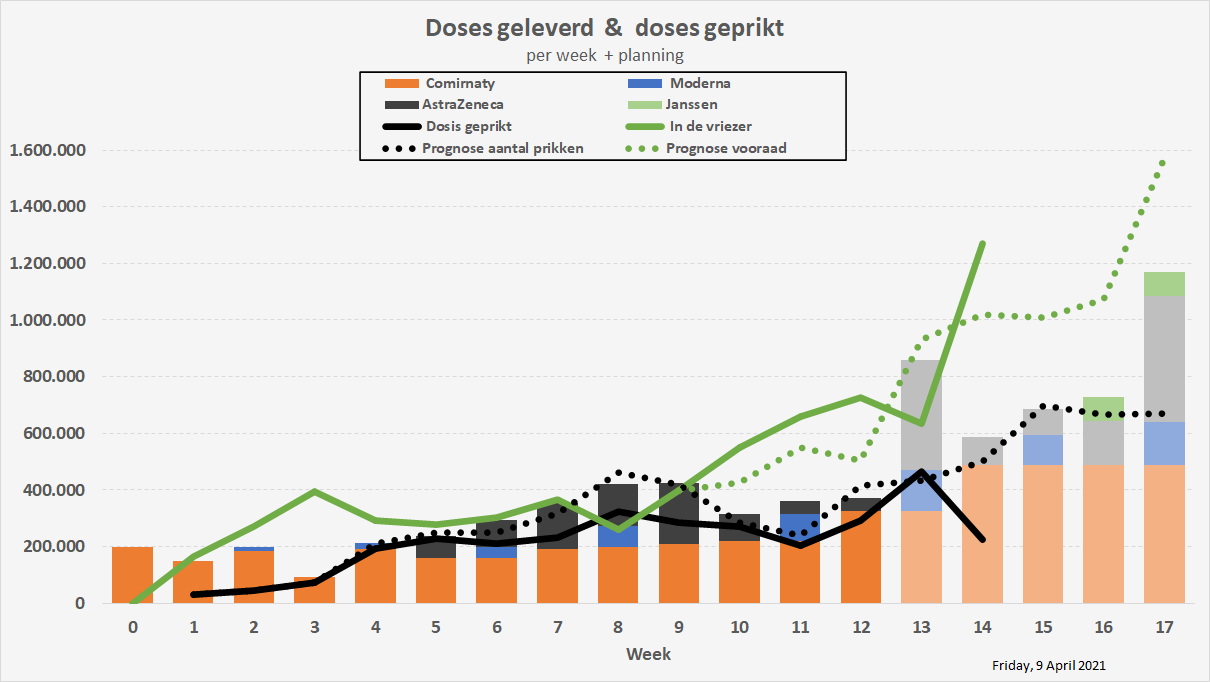 Doses geleverd & doses geprikt
per week + planning
Comirnaty Moderna
AstraZeneca Janssen
Dosis geprikt In de vriezer
Prognose aantal prikken Prognose vooraad
1.600.000
1.400.000
1.200.000
1.000.000
800.000
600.000
400.000
200.000
0
0 1 2 3 4 5 6 7 8 9 10 11 12 13 14 15 16 17
Week
Friday, 9 April 2021